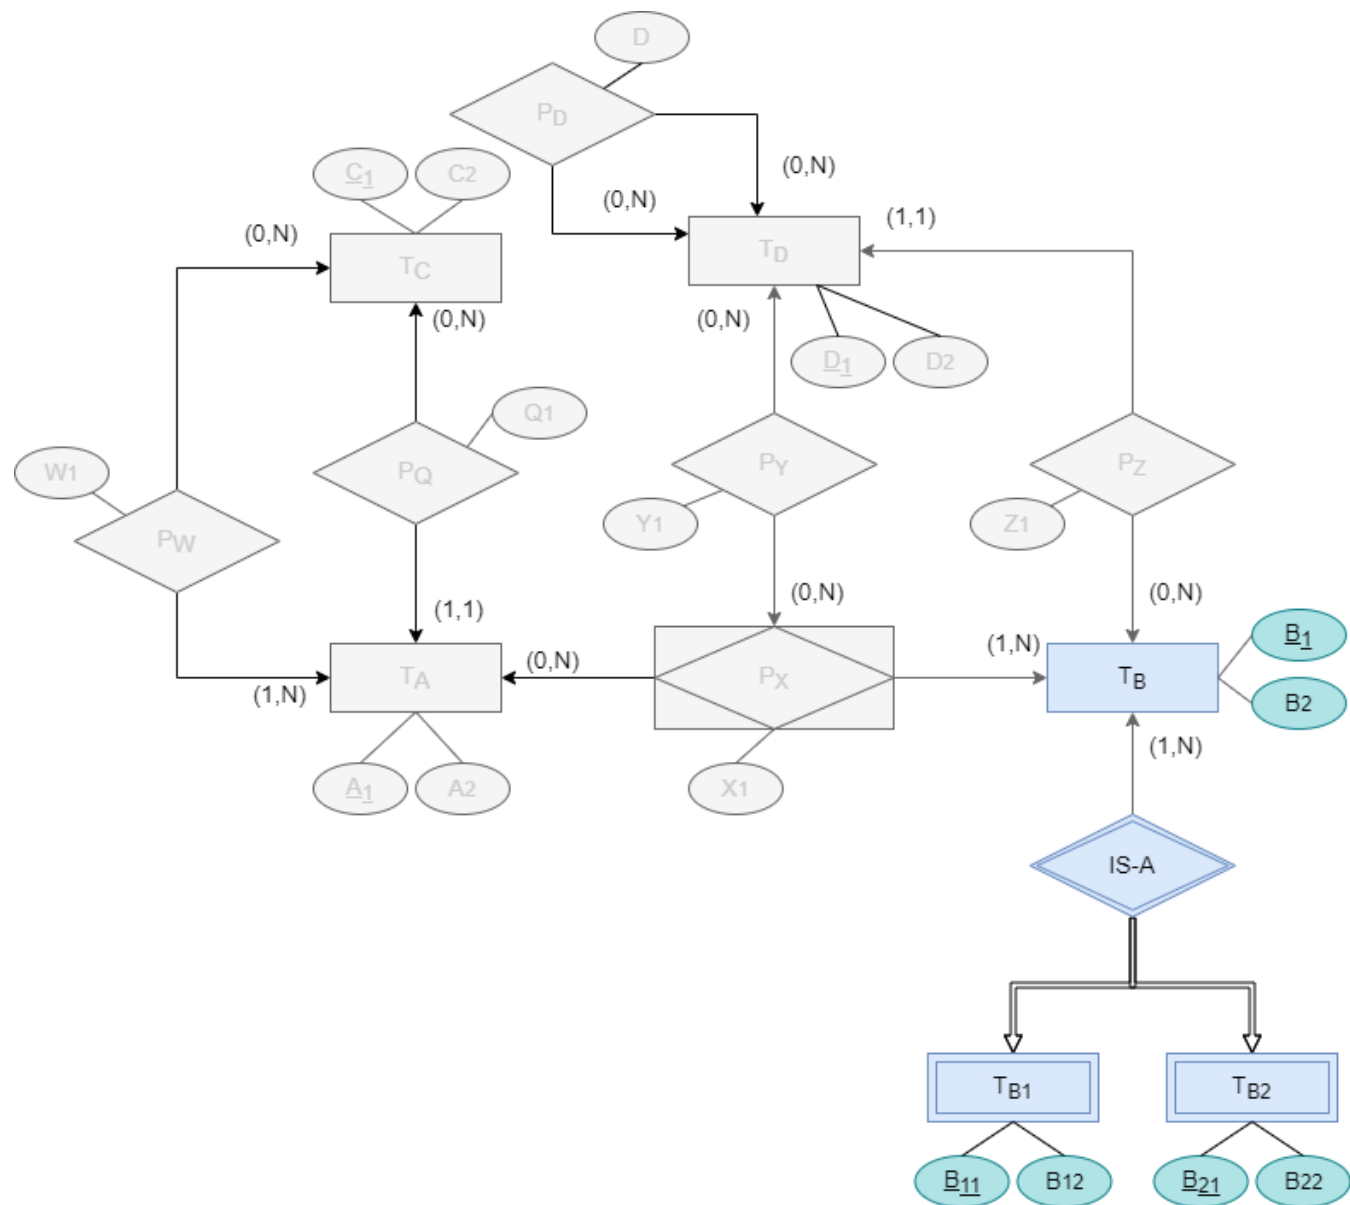 D
PD
(0,N)
C1
C2
(0,N)
(1,1)
(0,N)
TC
TD
(0,N)
(0,N)
D1
D2
Q1
W1
PQ
PY
PZ
Y1
Z1
PW
(1,1)
(0,N)
(0,N)
B1
(0,N)
(1,N)
TA
PX
TB
(1,N)
B2
(1,N)
A1
A2
X1
IS-A
TB1
TB2
B11
B12
B21
B22